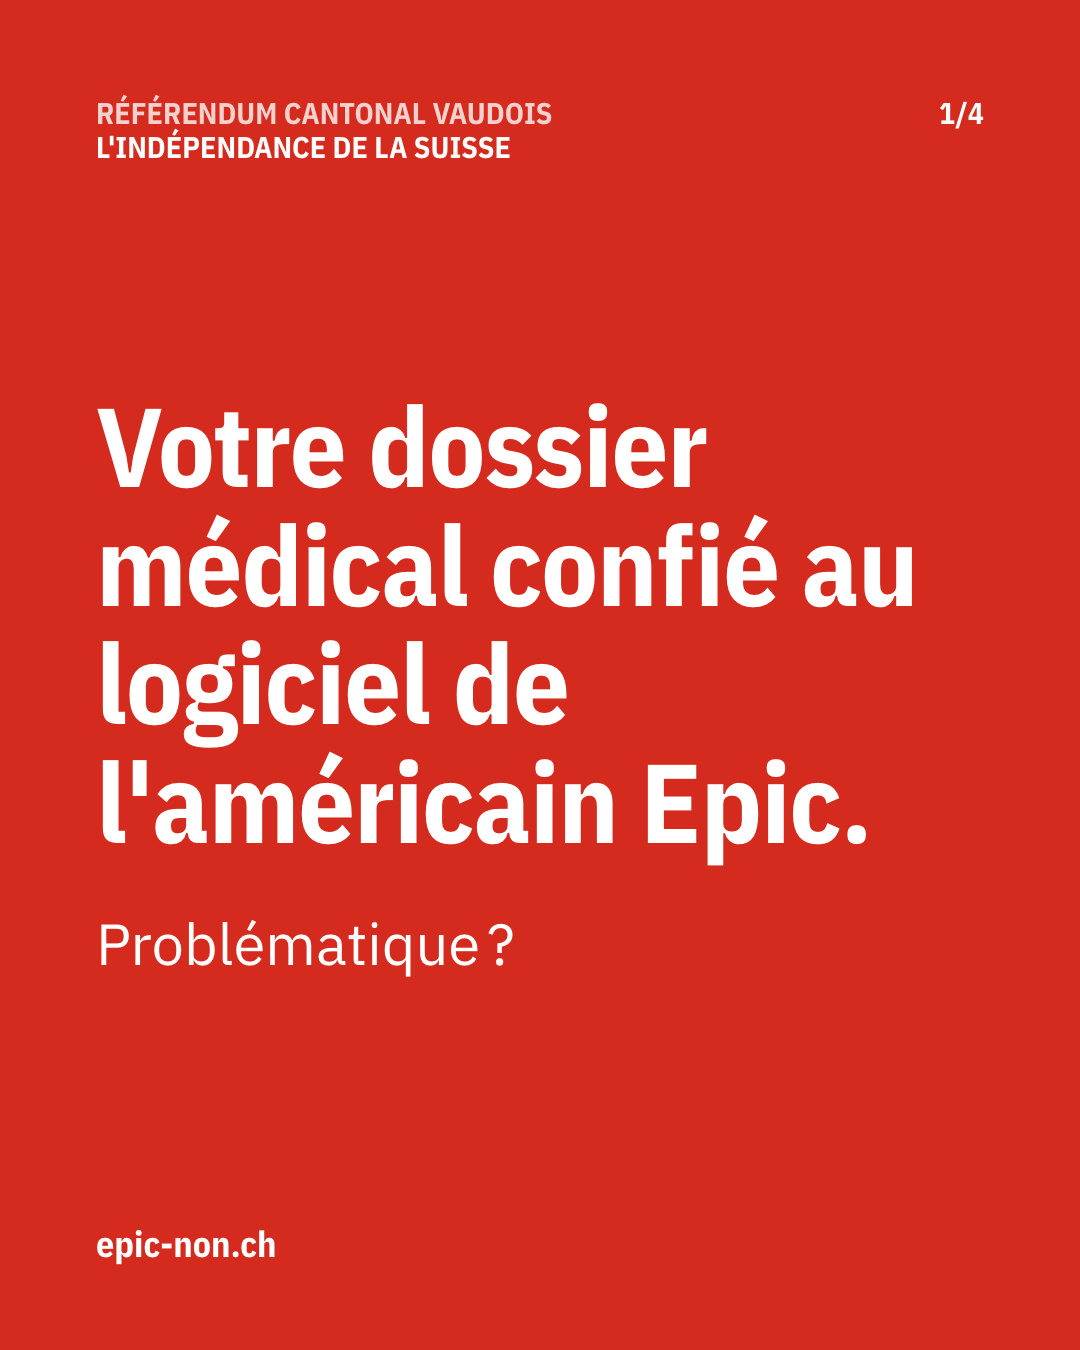 RÉFÉRENDUM CANTONAL VAUDOIS
L'INDÉPENDANCE DE LA SUISSE
1/4
Votre dossier
médical confié au
logiciel de
l'américain Epic.
Problématique ?
epic-non.ch